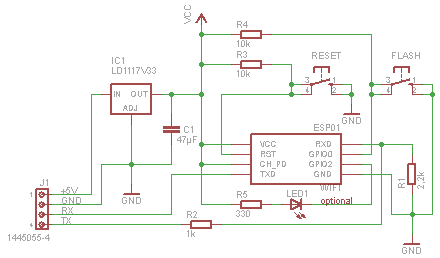 VCC
R4
10k
R3
10k
RESET
FLASH
3
4
1
2
3
4
1
2
IC1
LD1117V33
IN
OUT
ADJ
C1
47µF
GND
GND
ESP01
VCC
RST
CH_PD
TXD
RXD
GPIO0
GPIO2
GND
WIFI
R1
2,2k
J1
+5V
GND
RX
TX
1
4
1445055-4
R5
330
LED1
optional
R2
1k
GND